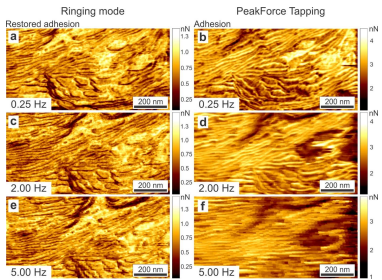 Ringing mode
PeakForce Tapping
Restored adhesion
nN
Adhesion
nN
a
1.3
1.0
0.75
0.5
0.25
0.25 Hz
200 nm
b
4
3
2
0.25 Hz
200 nm
c
nN
1.3
1.0
0.75
0.5
0.25
2.00 Hz
200 nm
d
nN
4
3
2
2.00 Hz
200 nm
e
nN
1.3
1.0
0.75
0.5
0.25
5.00 Hz
200 nm
f
nN
3
2
1
5.00 Hz
200 nm